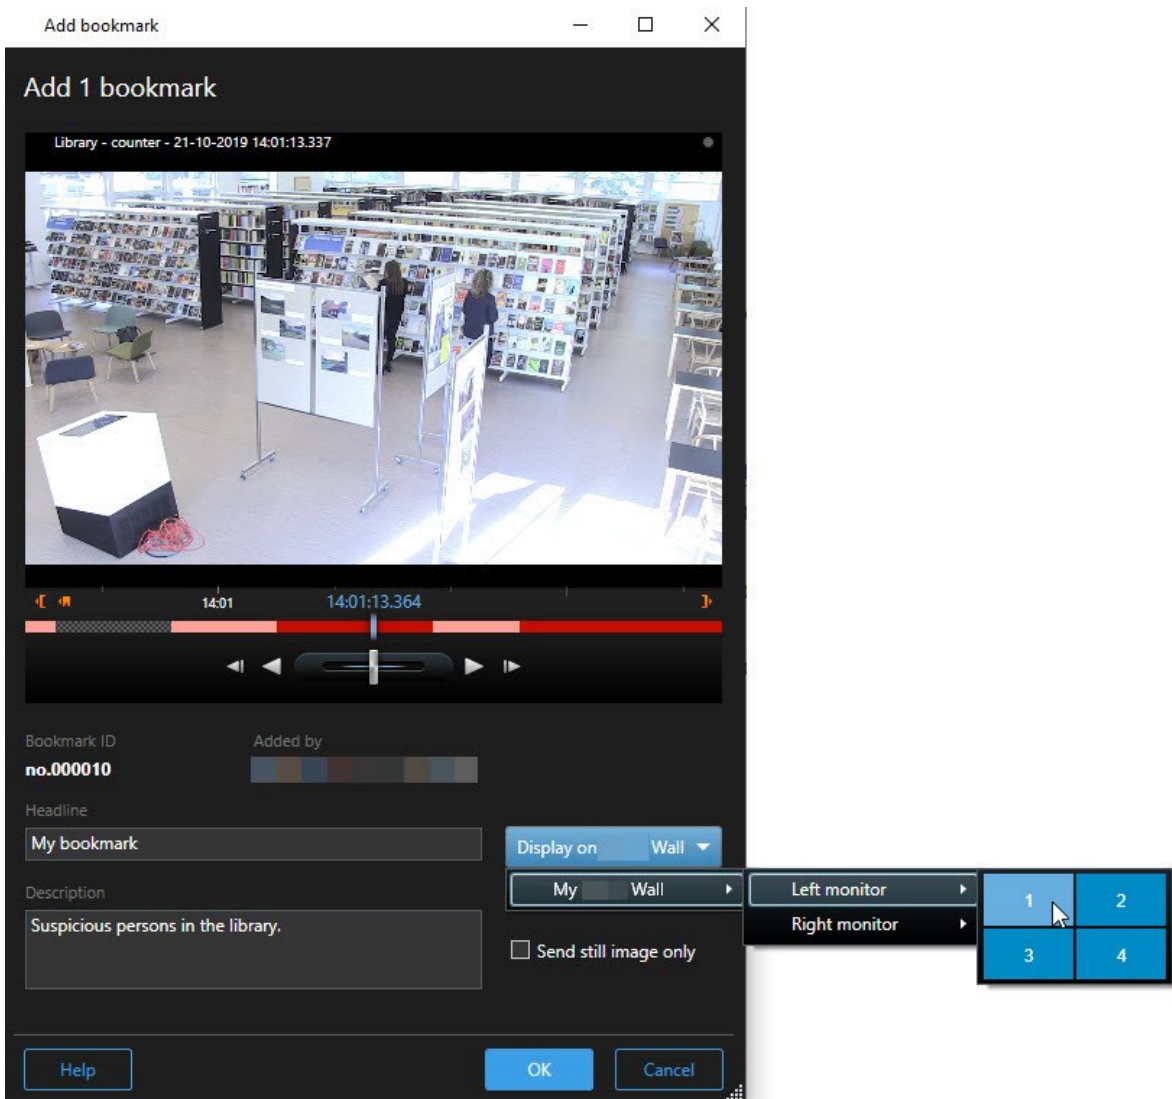 Add bookmark
Add 1 bookmark
Library - counter - 21-10-2019 14:01:13.337
14:01 14:01:13.364
Bookmark ID Added by
no.000010
Headline
My bookmark
Display on Wall
My Wall
Left monitor
Right monitor
1 2
3 4
Description
Suspicious persons in the library.
Send still image only
Help OK Cancel